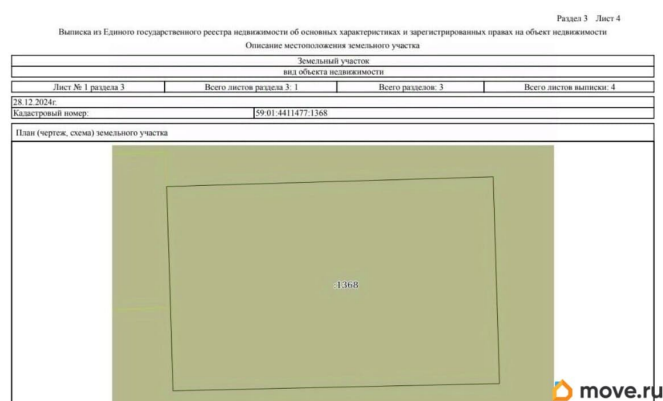 Раздел 3 Лист 4
Выписка из Единого государственного реестра недвижимости об основных характеристиках и зарегистрированных правах на объект недвижимости
Описание местоположения земельного участка
Земельный участок
вид объекта недвижимости
Лист № 1 раздела 3 Всего листов раздела 3: 1 Всего разделов: 3 Всего листов выписки: 4
28.12.2024г.
Кадастровый номер: 59:01:4411477:1368
План (чертеж, схема) земельного участка
:1368
move.ru